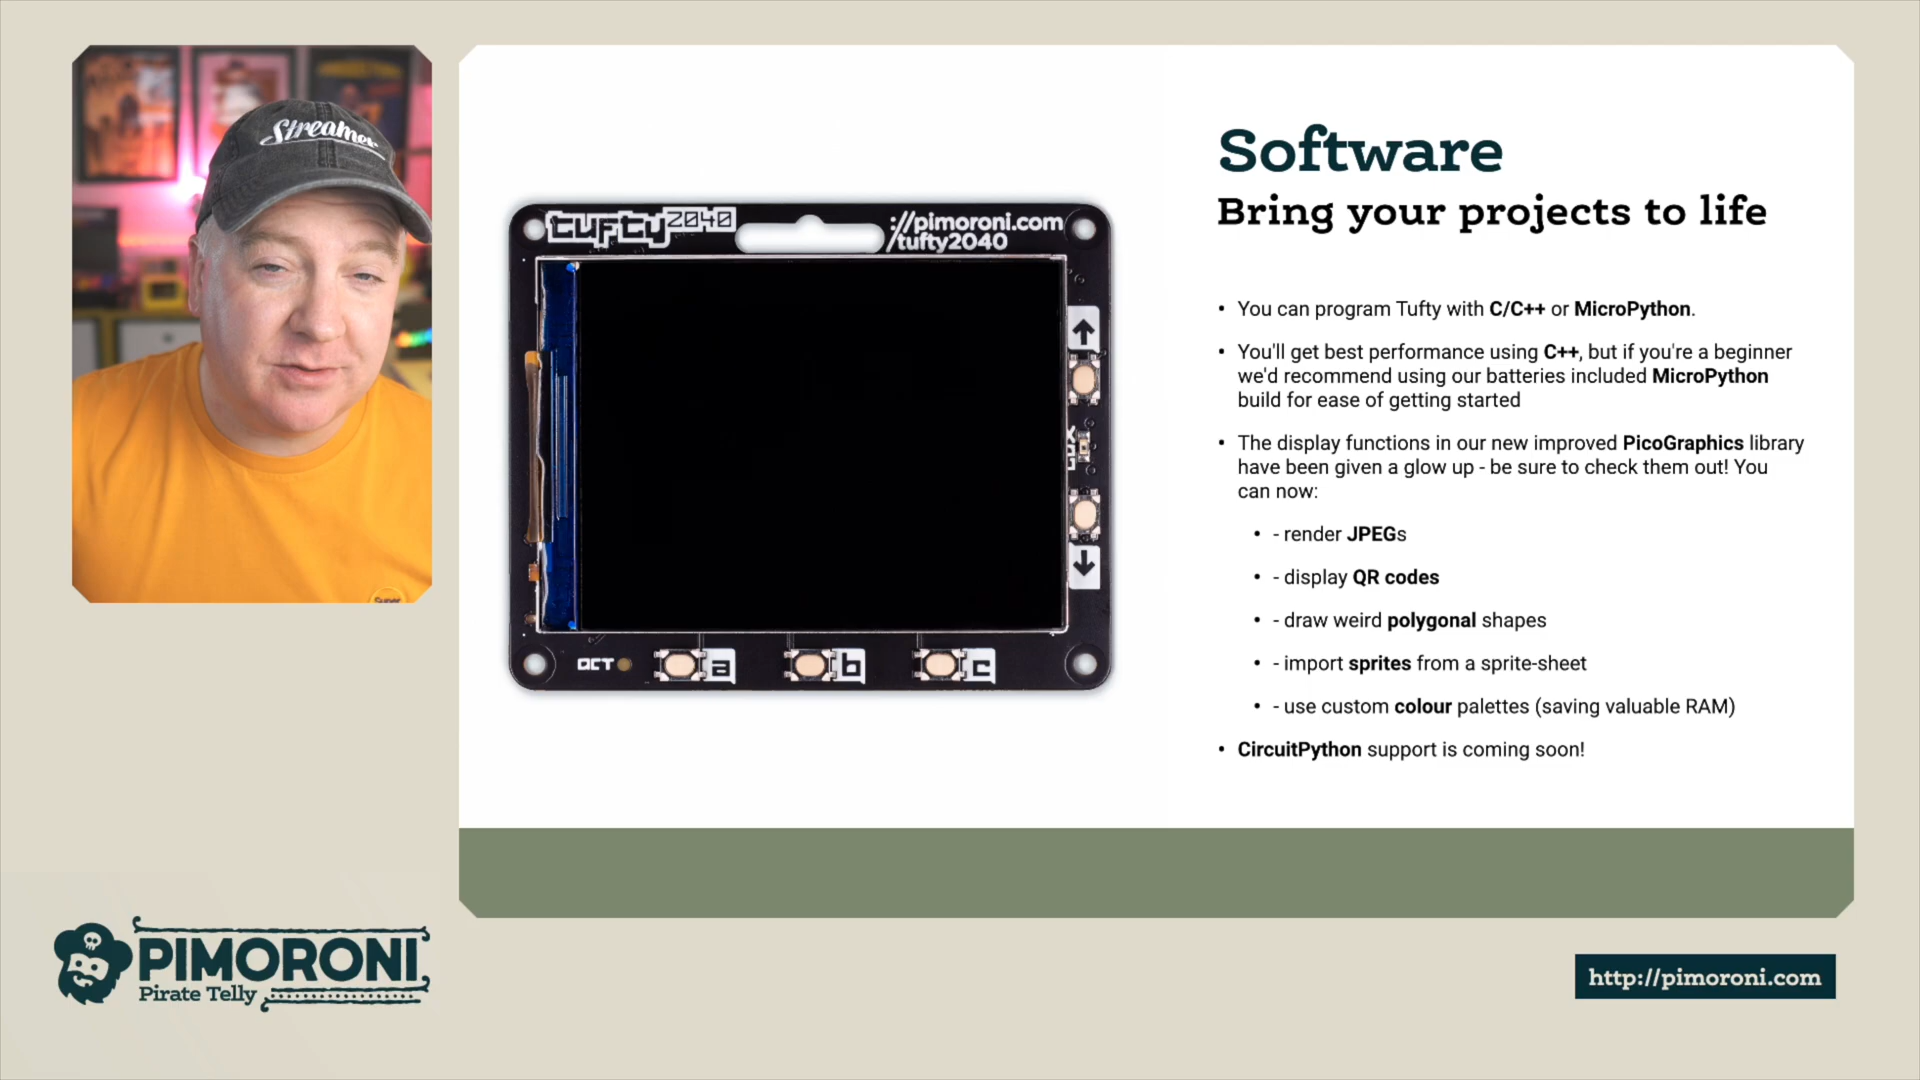 Streamer
Super
tufty2040
://pimoroni.com
/tufty2040
LUX
ACT
a
b
c
Software
Bring your projects to life
• You can program Tufty with C/C++ or MicroPython.
• You'll get best performance using C++, but if you're a beginner
we'd recommend using our batteries included MicroPython
build for ease of getting started
• The display functions in our new improved PicoGraphics library
have been given a glow up - be sure to check them out! You
can now:
• - render JPEGs
• - display QR codes
• - draw weird polygonal shapes
• - import sprites from a sprite-sheet
• - use custom colour palettes (saving valuable RAM)
• CircuitPython support is coming soon!
PIMORONI
Pirate Telly
http://pimoroni.com